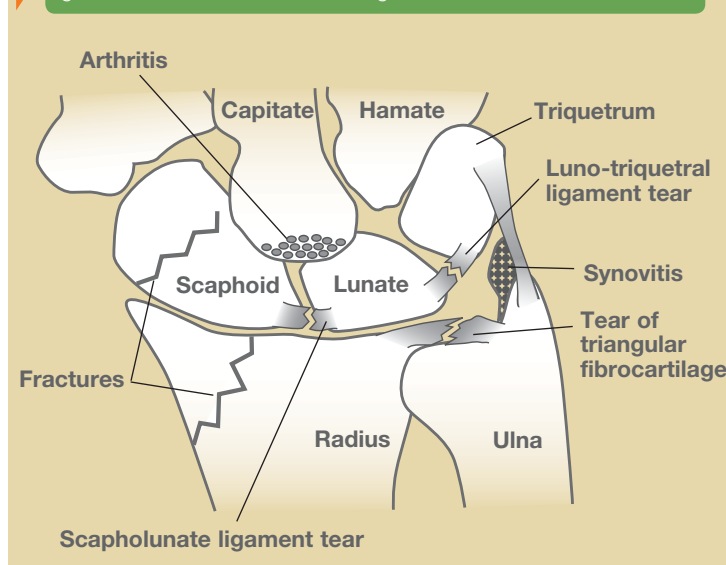 Arthritis
Capitate
Hamate
Triquetrum
Luno-triquetral
ligament tear
Scaphoid
Lunate
Synovitis
Tear of
triangular
fibrocartilage
Fractures
Radius
Ulna
Scapholunate ligament tear